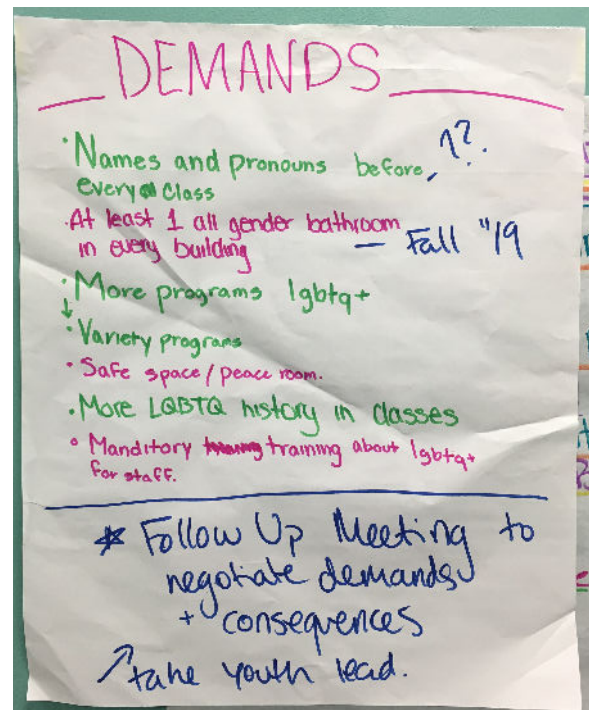 DEMANDS
· Names and pronouns before, 1?.
every Class
· At least 1 all gender bathroom
in every building — Fall "19
· More programs lgbtq+
↓
· Variety programs
· Safe space / peace room.
· More LGBTQ history in classes
· Manditory training about lgbtq+
for staff.
* Follow Up Meeting to
negotiate demands
+ consequences
↗ take youth lead.